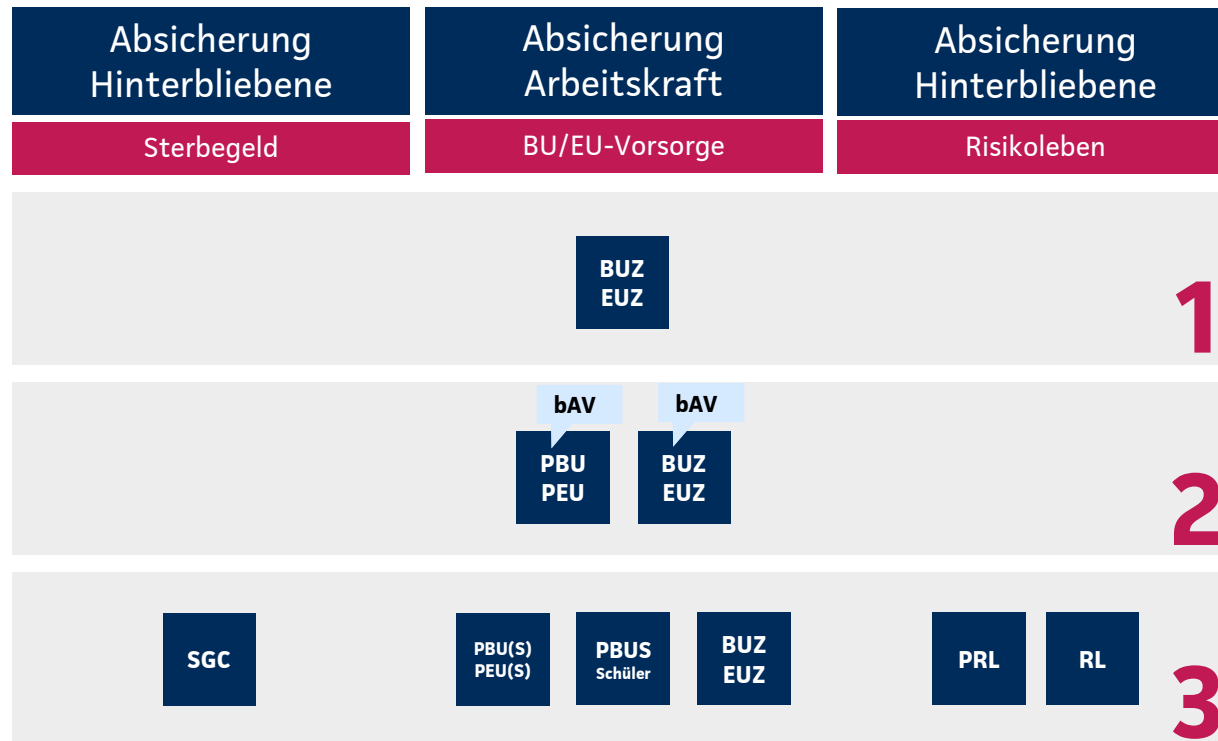 Absicherung
Hinterbliebene
Absicherung
Arbeitskraft
Absicherung
Hinterbliebene
Sterbegeld
BU/EU-Vorsorge
Risikoleben
BUZ
EUZ
1
bAV
bAV
PBU
PEU
BUZ
EUZ
2
SGC
PBU(S)
PEU(S)
PBUS
Schüler
BUZ
EUZ
PRL
RL
3